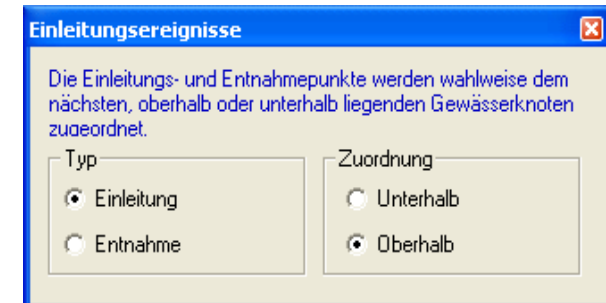 Einleitungsereignisse
Die Einleitungs- und Entnahmepunkte werden wahlweise dem
nächsten, oberhalb oder unterhalb liegenden Gewässerknoten
zugeordnet.
Typ
Zuordnung
Einleitung
Unterhalb
Entnahme
Oberhalb